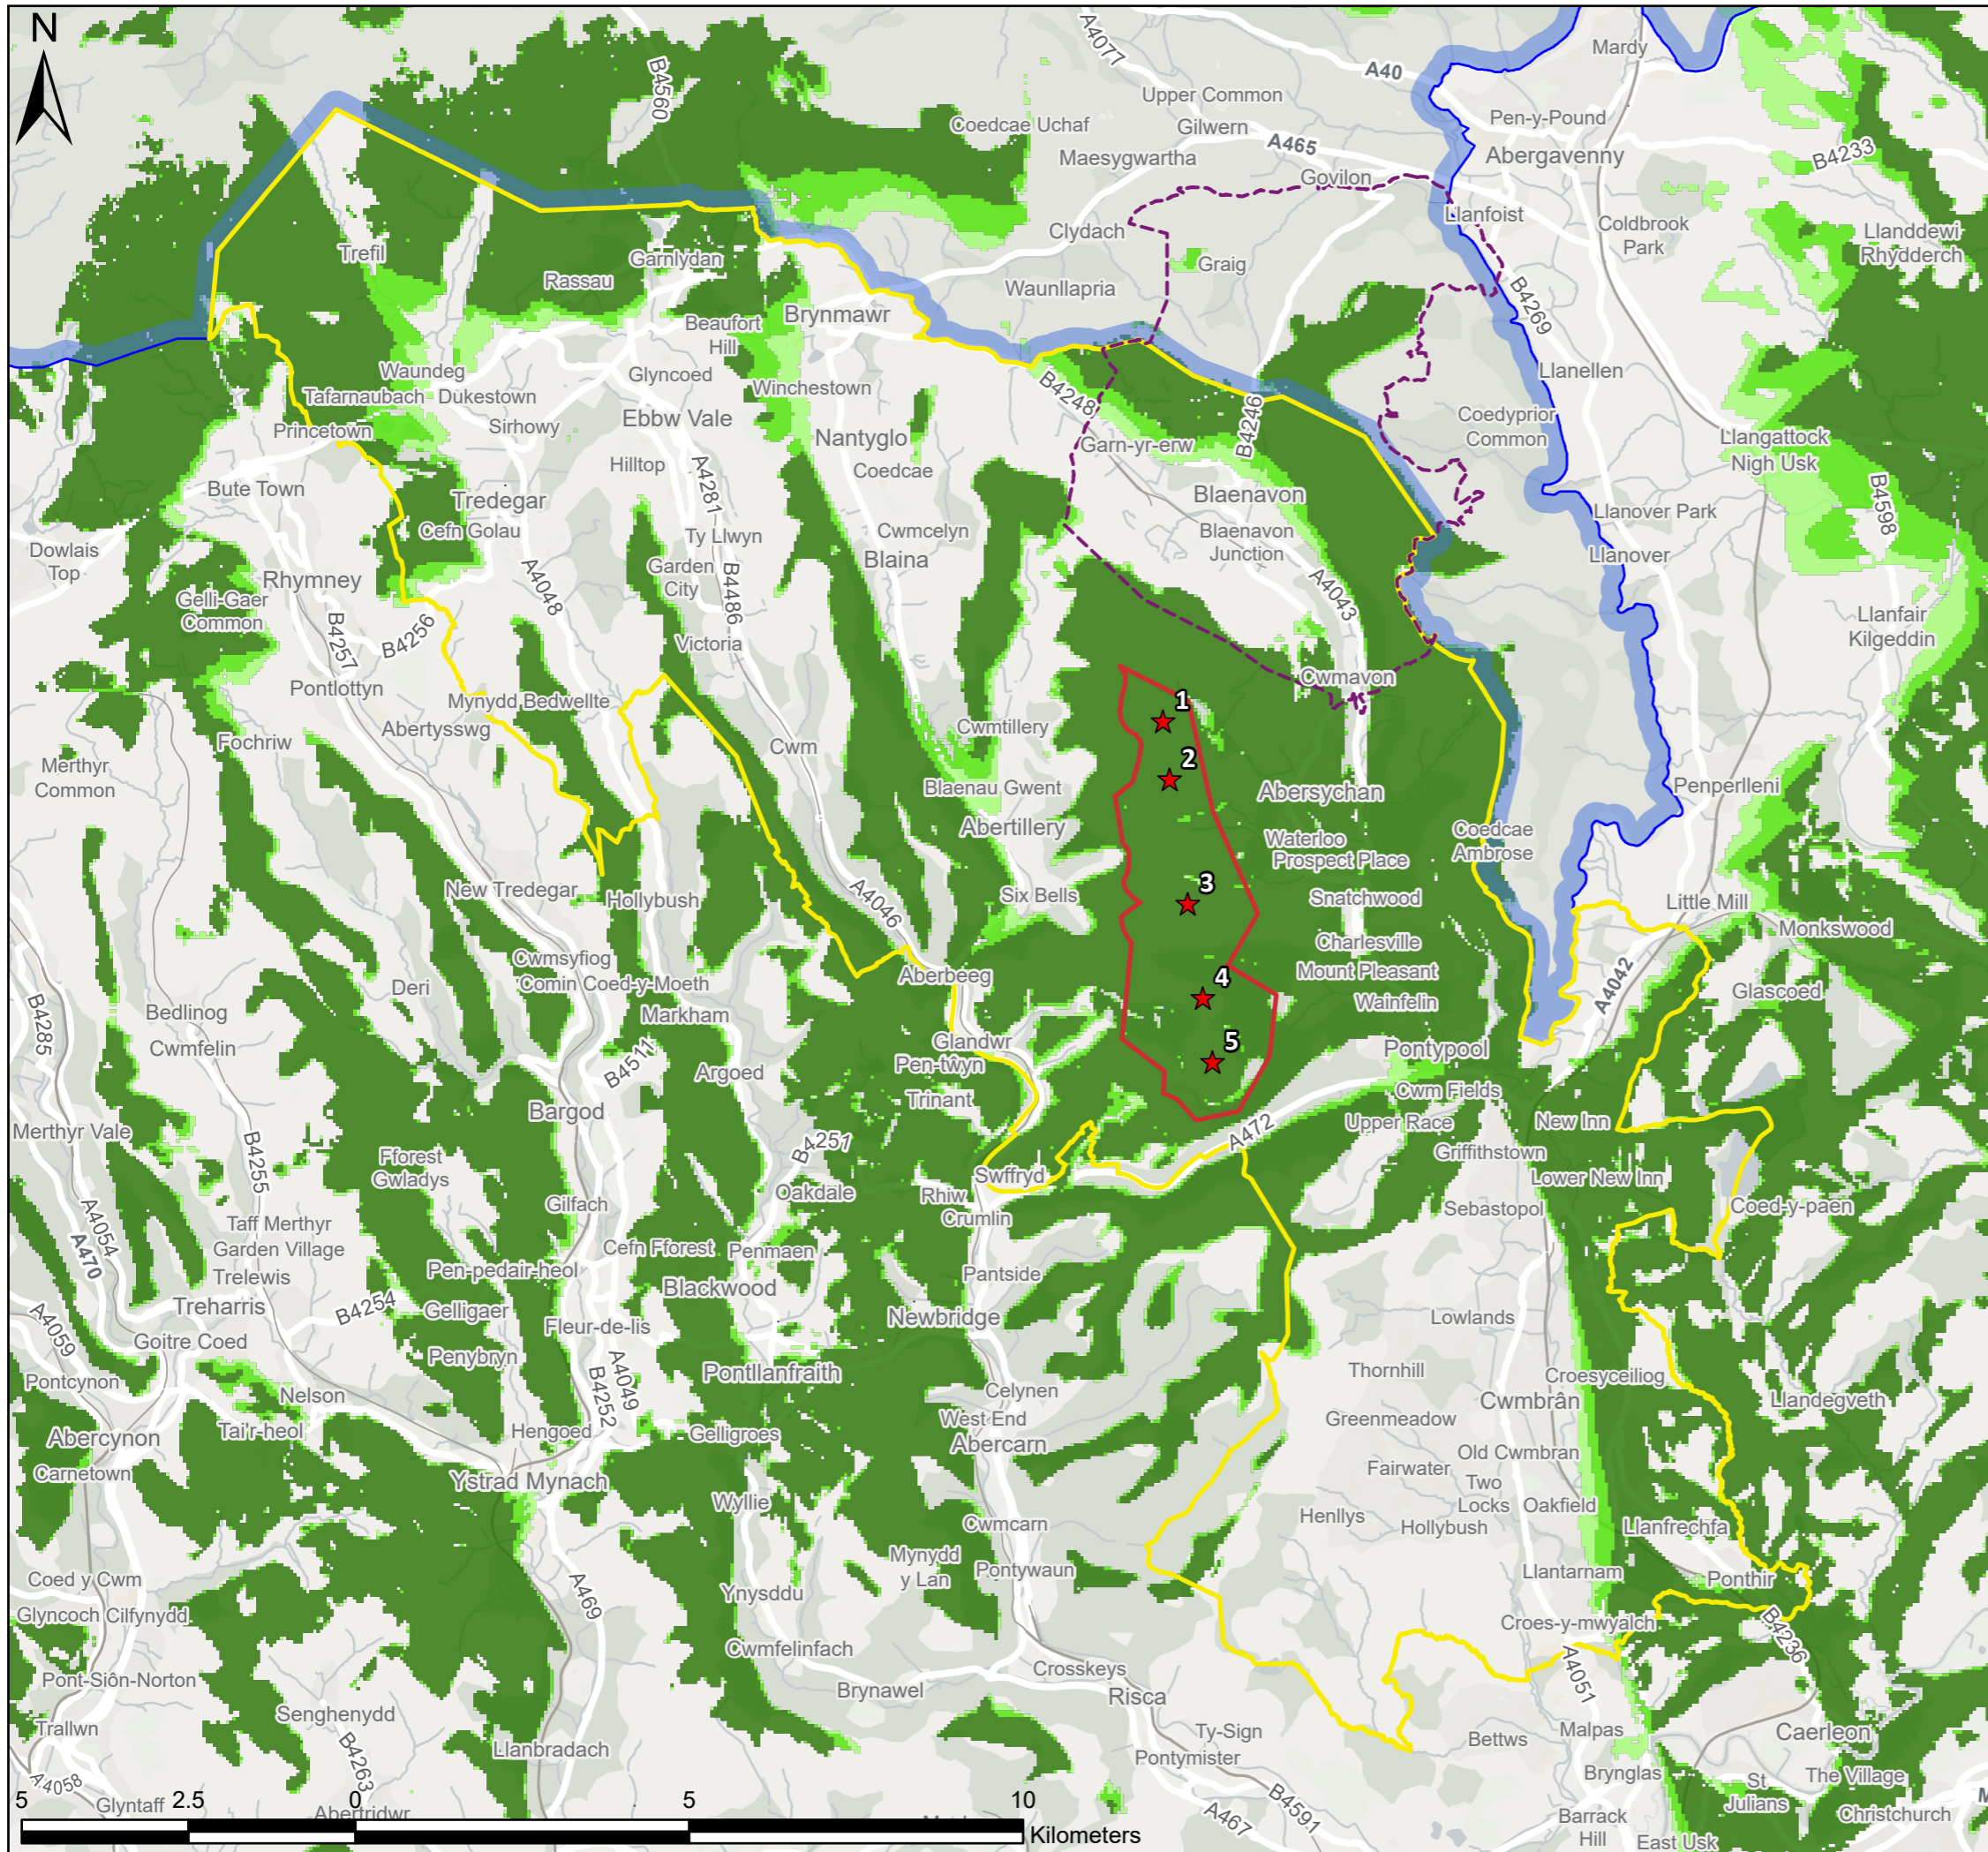 N
A4077
A40
Mardy
B4560
Upper Common
Pen-y-Pound
Coedcae Uchaf
Gilwern
A465
Abergavenny
B4233
Maesygwartha
Govilon
Llanfoist
Coldbrook
Park
Llanddewi
Rhydderch
Clydach
Trefil
Garnlydan
Graig
Rassau
Waunllapria
B4269
Brynmawr
Beaufort
Hill
Waundeg
Glyncoed
Llanellen
Winchestown
B4248
Tafarnaubach
Dukestown
Ebbw Vale
B4246
Coedyprior
Common
Princetown
Sirhowy
Nantyglo
Garn-yr-erw
Llangattock
Nigh Usk
Hilltop
A4281
Coedcae
Bute Town
Tredegar
Blaenavon
B4598
Llanover Park
Cefn Golau
Ty Llwyn
Cwmcelyn
Blaenavon
Junction
Dowlais
Top
Rhymney
A4048
Garden
City
B4486
Blaina
A4043
Llanover
Gelli-Gaer
Common
B4257
B4256
Llanfair
Kilgeddin
Victoria
Pontlottyn
Mynydd Bedwellte
Cwmavon
1
Abertysswg
Fochriw
Cwm
Cwmtillery
2
Merthyr
Common
Blaenau Gwent
Abersychan
Penperlleni
Abertillery
Waterloo
Coedcae
Ambrose
Prospect Place
New Tredegar
Hollybush
A4046
Six Bells
3
Snatchwood
Little Mill
Monkswood
Charlesville
Cwmsyfiog
Comin Coed-y-Moeth
Aberbeeg
4
Mount Pleasant
A4042
Glascoed
Deri
B4285
Bedlinog
Markham
Wainfelin
Cwmfelin
Glandwr
5
Pontypool
Pen-twyn
B4511
Argoed
Trinant
Cwm Fields
Bargod
Merthyr Vale
A472
Upper Race
New Inn
B4255
B4251
Fforest
Gwladys
Griffithstown
Swffryd
Lower New Inn
Oakdale
Rhiw
Gilfach
Crumlin
Sebastopol
Coed-y-paen
A4054
Taff Merthyr
Garden Village
A470
Cefn Fforest
Penmaen
Pen-pedair-heol
Pantside
Trelewis
Blackwood
Treharris
B4254
Gelligaer
Newbridge
Lowlands
A4059
Goitre Coed
Fleur-de-lis
Penybryn
Pontllanfraith
Thornhill
Croesyceiliog
Pontcynon
Nelson
B4252
A4049
Celynen
Cwmbrân
Llandegveth
Abercynon
Tai'r-heol
Hengoed
Gelligroes
West End
Greenmeadow
Abercarn
Old Cwmbran
Carnetown
Ystrad Mynach
Fairwater
Two
Locks
Wyllie
Henllys
Oakfield
Cwmcarn
Hollybush
Llanfrechfa
Mynydd
y Lan
Pontywaun
Llantarnam
Ponthir
Coed y Cwm
A469
Ynysddu
Glyncoch
Cilfynydd
Croes-y-mwyalch
B4236
Cwmfelinfach
Pont-Siôn-Norton
Crosskeys
A4051
Brynawel
Risca
Senghenydd
Trallwn
B4263
Ty-Sign
Malpas
Caerleon
Llanbradach
Pontymister
Bettws
A4058
Brynglas
St
Julians
The Village
Glyntaff
Abertridwr
B4591
A467
Barrack
Hill
Christchurch
East Usk
5 2.5 0 5 10
Kilometers